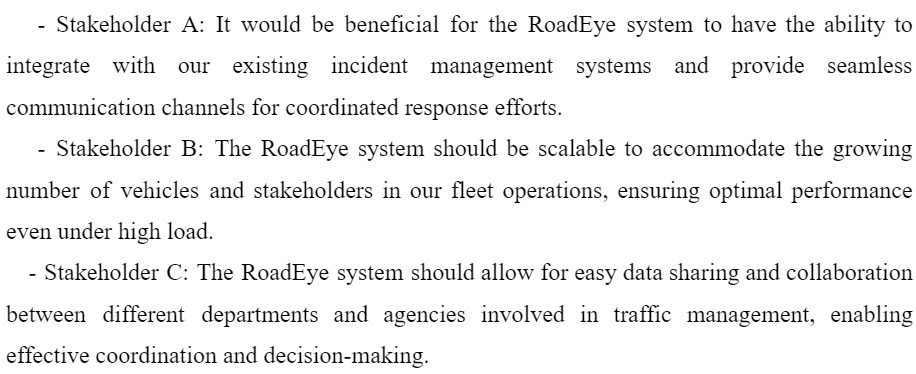 - Stakeholder A: It would be beneficial for the RoadEye system to have the ability to
integrate with our existing incident management systems and provide seamless
communication channels for coordinated response efforts.
- Stakeholder B: The RoadEye system should be scalable to accommodate the growing
number of vehicles and stakeholders in our fleet operations, ensuring optimal performance
even under high load.
- Stakeholder C: The RoadEye system should allow for easy data sharing and collaboration
between different departments and agencies involved in traffic management, enabling
effective coordination and decision-making.